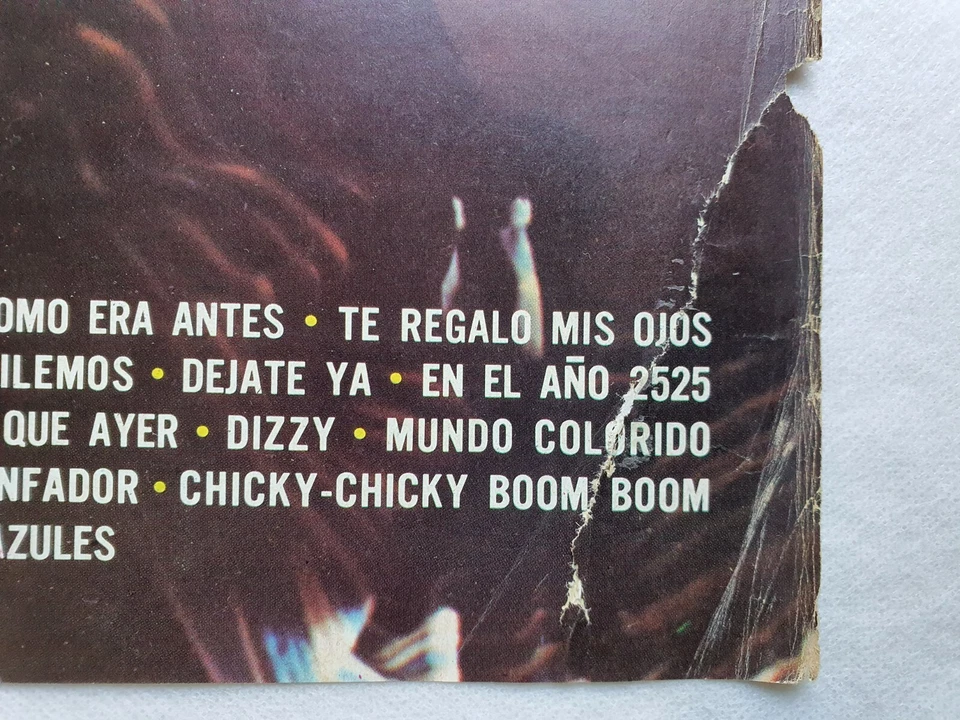 OMO ERA ANTES • TE REGALO MIS OJOS
ILEMOS • DEJATE YA • EN EL AÑO 2525
QUE AYER • DIZZY • MUNDO COLORIDO
NFADOR • CHICKY-CHICKY BOOM BOOM
AZULES